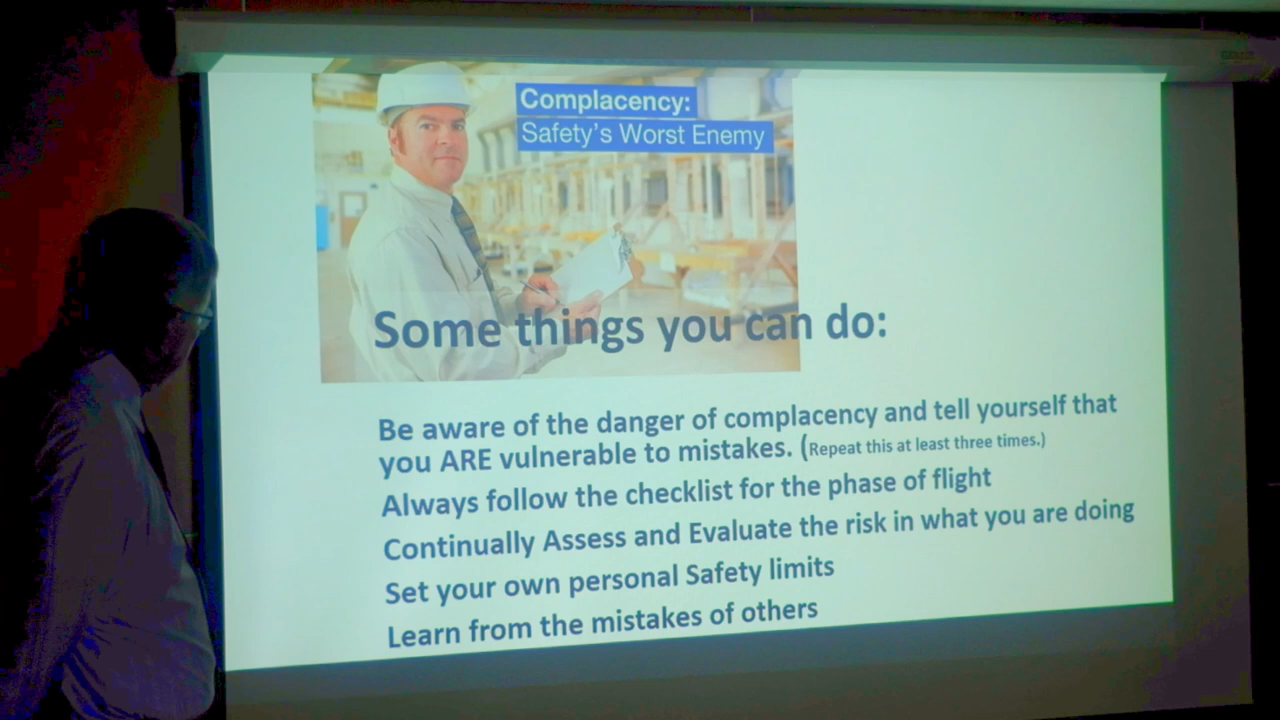 Complacency:
Safety's Worst Enemy
Some things you can do:
Be aware of the danger of complacency and tell yourself that
you ARE vulnerable to mistakes. (Repeat this at least three times.)
Always follow the checklist for the phase of flight
Continually Assess and Evaluate the risk in what you are doing
Set your own personal Safety limits
Learn from the mistakes of others